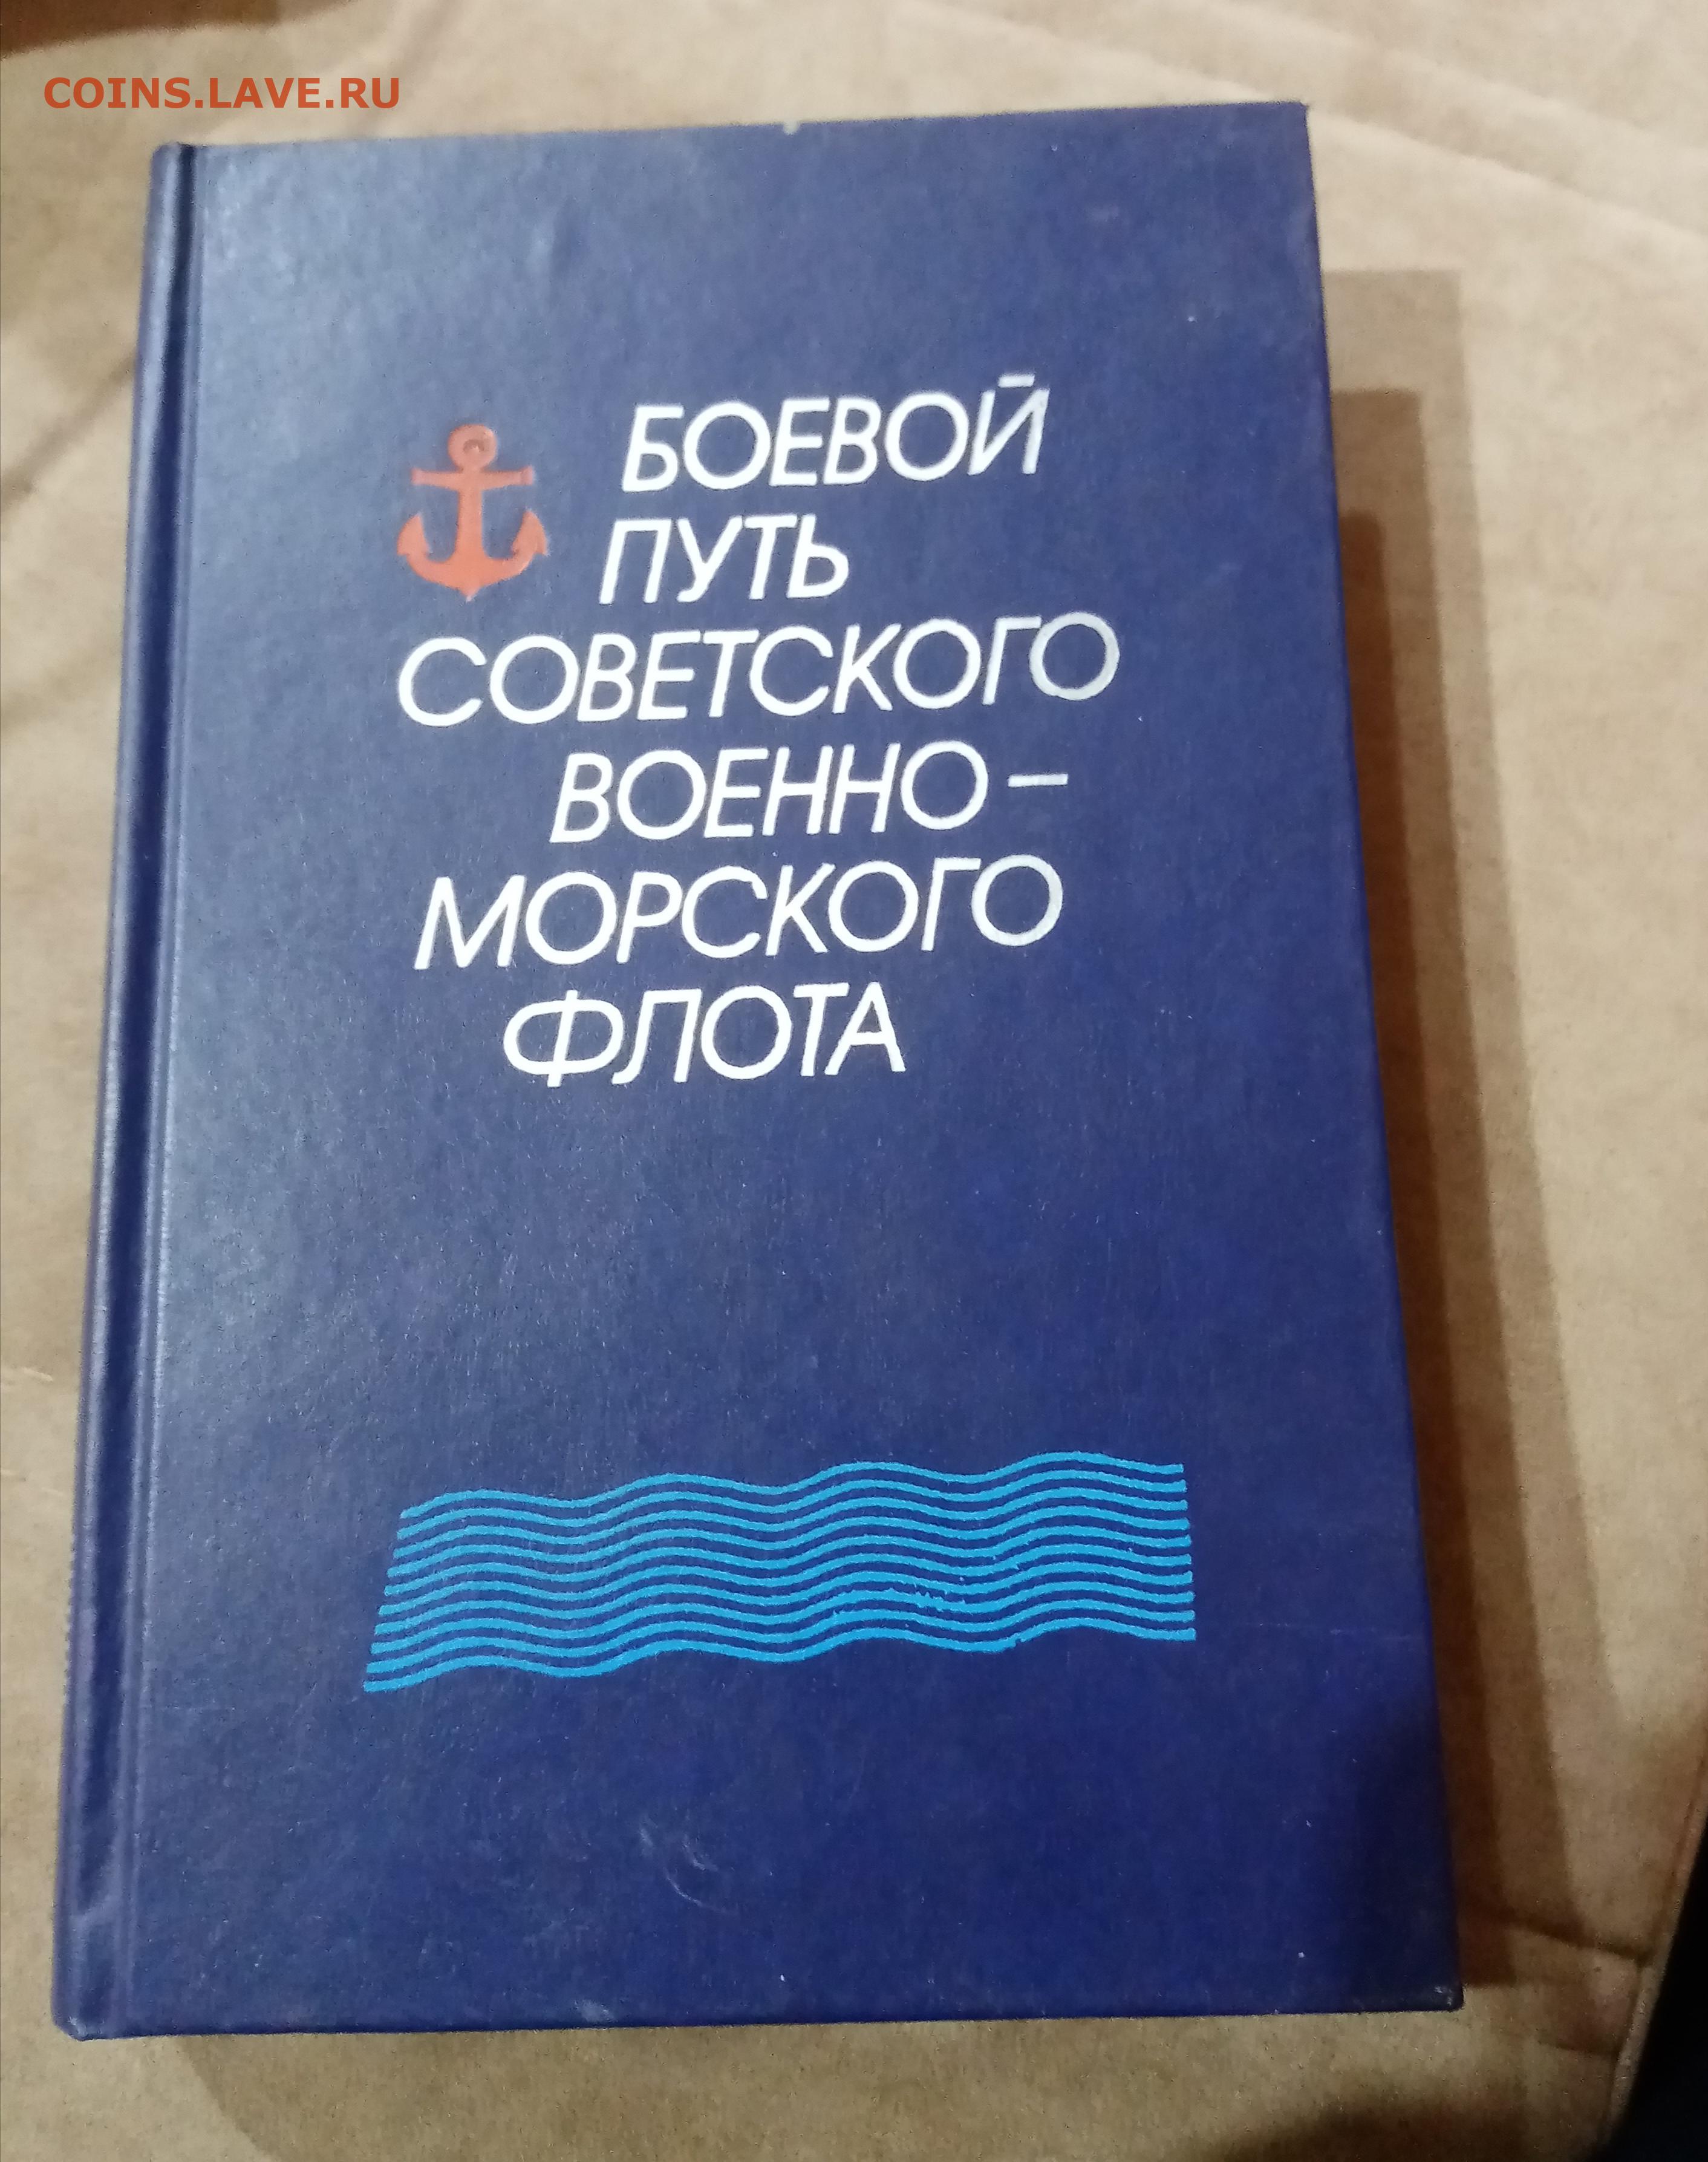 COINS.LAVE.RU
БОЕВОЙ
ПУТЬ
СОВЕТСКОГО
ВОЕННО-
МОРСКОГО
ФЛОТА